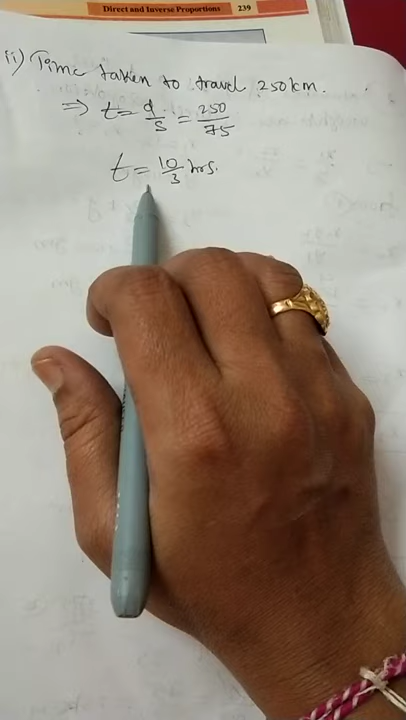 Direct and Inverse Proportions 239
ii) Time taken to travel 250km.
⇒ t = d/s = 250/75
t = 10/3 hrs.